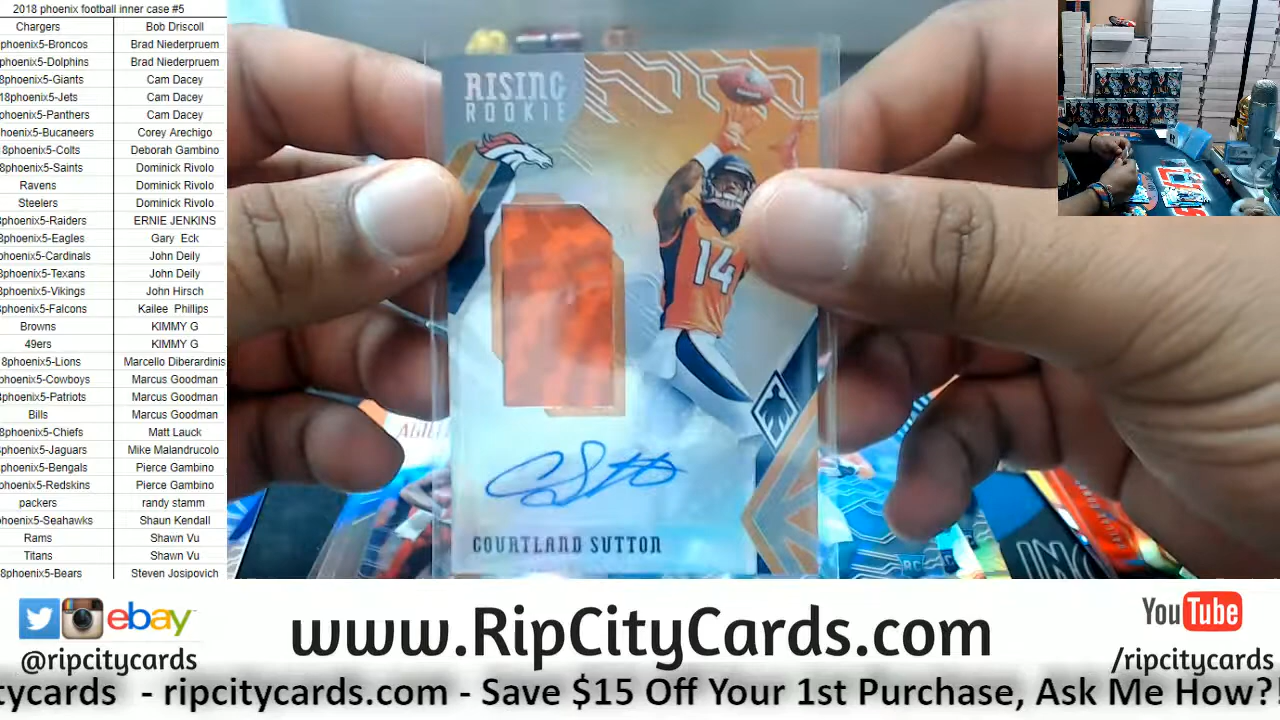 2018 phoenix football inner case #5
Chargers Bob Driscoll
phoenix5-Broncos Brad Niederpruem
phoenix5-Dolphins Brad Niederpruem
8phoenix5-Giants Cam Dacey
18phoenix5-Jets Cam Dacey
phoenix5-Panthers Cam Dacey
phoenix5-Bucaneers Corey Arechigo
8phoenix5-Colts Deborah Gambino
8phoenix5-Saints Dominick Rivolo
Ravens Dominick Rivolo
Steelers Dominick Rivolo
8phoenix5-Raiders ERNIE JENKINS
8phoenix5-Eagles Gary Eck
phoenix5-Cardinals John Deily
8phoenix5-Texans John Deily
8phoenix5-Vikings John Hirsch
8phoenix5-Falcons Kailee Phillips
Browns KIMMY G
49ers KIMMY G
8phoenix5-Lions Marcello Diberardinis
phoenix5-Cowboys Marcus Goodman
8phoenix5-Patriots Marcus Goodman
Bills Marcus Goodman
8phoenix5-Chiefs Matt Lauck
8phoenix5-Jaguars Mike Malandrucolo
phoenix5-Bengals Pierce Gambino
phoenix5-Redskins Pierce Gambino
packers randy stamm
phoenix5-Seahawks Shaun Kendall
Rams Shawn Vu
Titans Shawn Vu
8phoenix5-Bears Steven Josipovich
RISING
ROOKIE
14
COURTLAND SUTTON
RC
ebay
@ripcitycards
www.RipCityCards.com
YouTube
/ripcitycards
tycards - ripcitycards.com - Save $15 Off Your 1st Purchase, Ask Me How?!